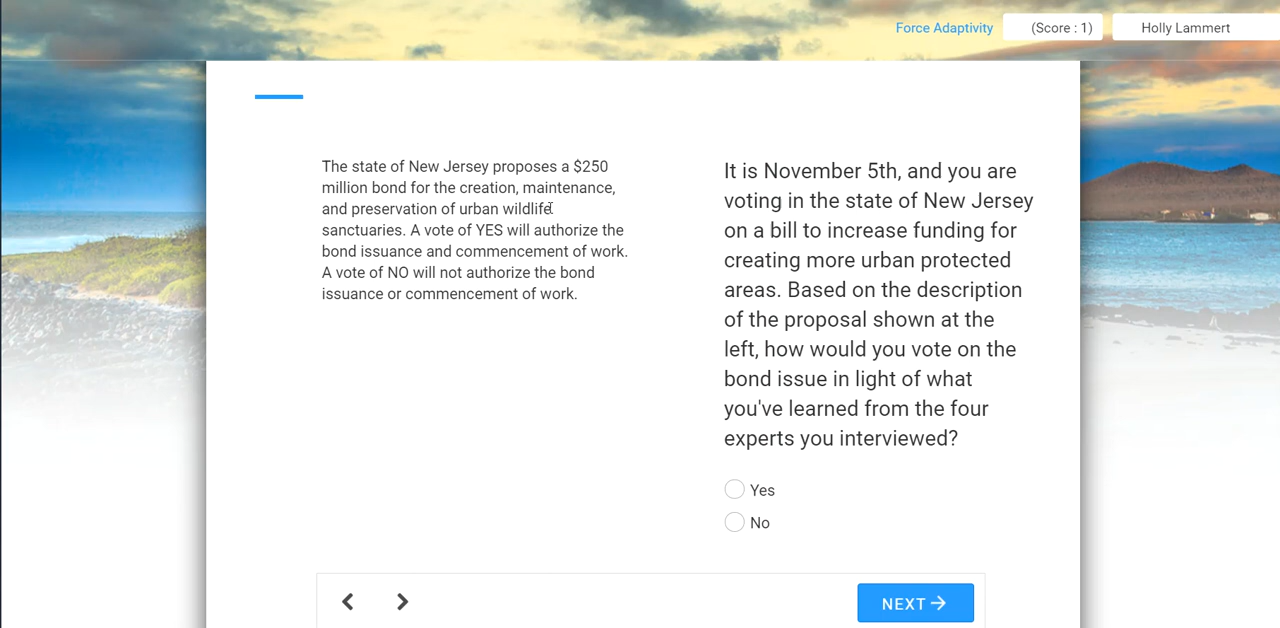 Force Adaptivity (Score : 1) Holly Lammert
The state of New Jersey proposes a $250
million bond for the creation, maintenance,
and preservation of urban wildlife
sanctuaries. A vote of YES will authorize the
bond issuance and commencement of work.
A vote of NO will not authorize the bond
issuance or commencement of work.
It is November 5th, and you are
voting in the state of New Jersey
on a bill to increase funding for
creating more urban protected
areas. Based on the description
of the proposal shown at the
left, how would you vote on the
bond issue in light of what
you've learned from the four
experts you interviewed?
Yes
No
NEXT